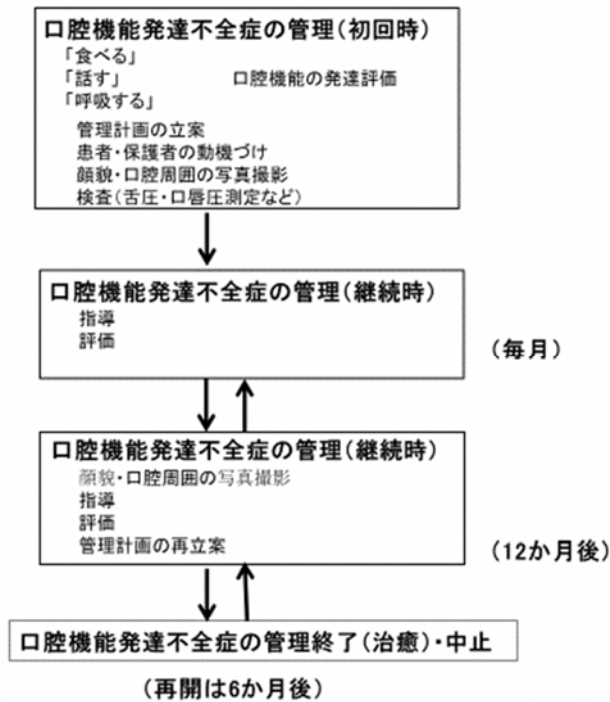 口腔機能発達不全症の管理(初回時)
「食べる」
「話す」 口腔機能の発達評価
「呼吸する」
管理計画の立案
患者・保護者の動機づけ
顔貌・口腔周囲の写真撮影
検査(舌圧・口唇圧測定など)
口腔機能発達不全症の管理(継続時)
指導
評価
(毎月)
口腔機能発達不全症の管理(継続時)
顔貌・口腔周囲の写真撮影
指導
評価
管理計画の再立案
(12か月後)
口腔機能発達不全症の管理終了(治癒)・中止
(再開は6か月後)